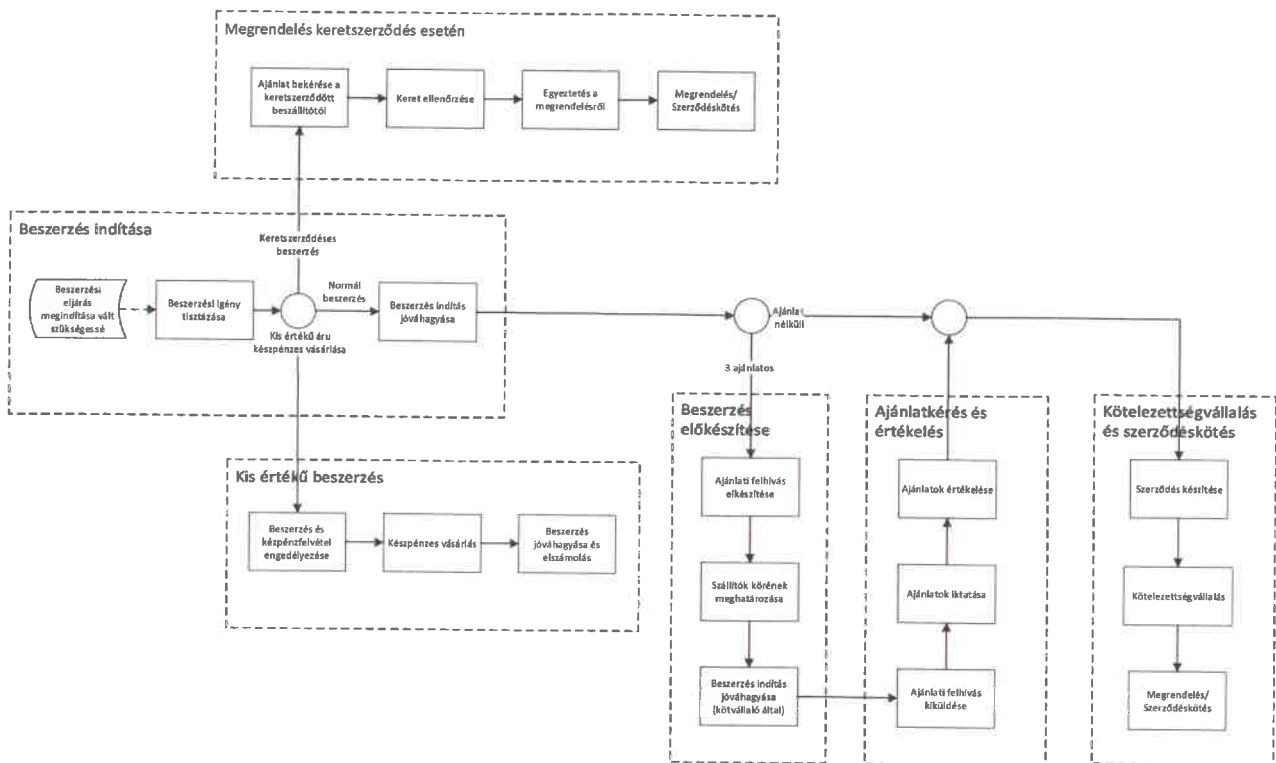 Megrendelés keretszerződés esetén
Ajánlat bekérése a
keretszerződött
beszállítótól
Keret ellenőrzése
Egyeztetés a
megrendelésről
Megrendelés/
Szerződéskötés
Beszerzés indítása
Keretszerződéses
beszerzés
Beszerzési
eljárás
megindítása vált
szükségessé
Beszerzési igény
tisztázása
Normál
beszerzés
Kis értékű áru
készpénzes vásárlása
Beszerzés indítás
jóváhagyása
Ajánlat
nélküli
3 ajánlatos
Kis értékű beszerzés
Beszerzés és
kézpénzfelvétel
engedélyezése
Készpénzes vásárlás
Beszerzés
jóváhagyása és
elszámolás
Beszerzés
előkészítése
Ajánlati felhívás
elkészítése
Szállítók körének
meghatározása
Beszerzés indítás
jóváhagyása
(kötvállaló által)
Ajánlatkérés és
értékelés
Ajánlatok értékelése
Ajánlatok iktatása
Ajánlati felhívás
kiküldése
Kötelezettségvállalás
és szerződéskötés
Szerződés készítése
Kötelezettségvállalás
Megrendelés/
Szerződéskötés